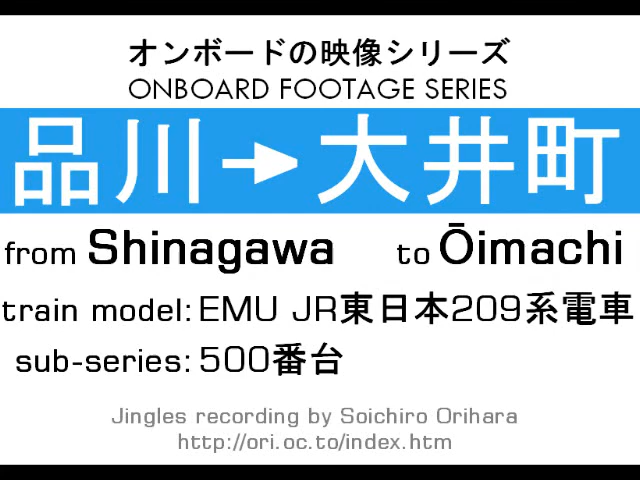 オンボードの映像シリーズ
ONBOARD FOOTAGE SERIES
品川→大井町
from Shinagawa to Ōimachi
train model: EMU JR東日本209系電車
sub-series: 500番台
Jingles recording by Soichiro Orihara
http://ori.oc.to/index.htm